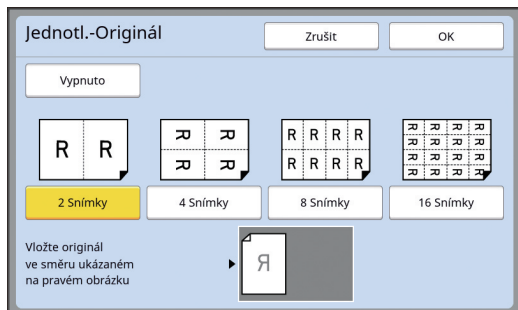 Jednotl.-Originál
Zrušit
OK
Vypnuto
R R
R R R R
R R R R
R R R R R R R R
R R R R
R R R R
R R R R
2 Snímky
4 Snímky
8 Snímky
16 Snímky
Vložte originál
ve směru ukázaném
na pravém obrázku
R